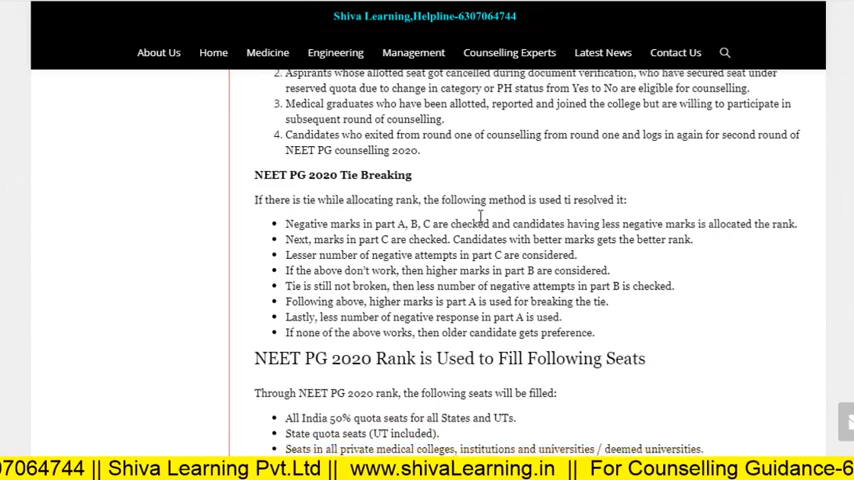 Shiva Learning,Helpline-6307064744
About Us Home Medicine Engineering Management Counselling Experts Latest News Contact Us
2. Aspirants whose allotted seat got cancelled during document verification, who have secured seat under
reserved quota due to change in category or PH status from Yes to No are eligible for counselling.
3. Medical graduates who have been allotted, reported and joined the college but are willing to participate in
subsequent round of counselling.
4. Candidates who exited from round one of counselling from round one and logs in again for second round of
NEET PG counselling 2020.
NEET PG 2020 Tie Breaking
If there is tie while allocating rank, the following method is used ti resolved it:
• Negative marks in part A, B, C are checked and candidates having less negative marks is allocated the rank.
• Next, marks in part C are checked. Candidates with better marks gets the better rank.
• Lesser number of negative attempts in part C are considered.
• If the above don't work, then higher marks in part B are considered.
• Tie is still not broken, then less number of negative attempts in part B is checked.
• Following above, higher marks is part A is used for breaking the tie.
• Lastly, less number of negative response in part A is used.
• If none of the above works, then older candidate gets preference.
NEET PG 2020 Rank is Used to Fill Following Seats
Through NEET PG 2020 rank, the following seats will be filled:
• All India 50% quota seats for all States and UTs.
• State quota seats (UT included).
• Seats in all private medical colleges, institutions and universities / deemed universities.
07064744 || Shiva Learning Pvt.Ltd || www.shivaLearning.in || For Counselling Guidance-6